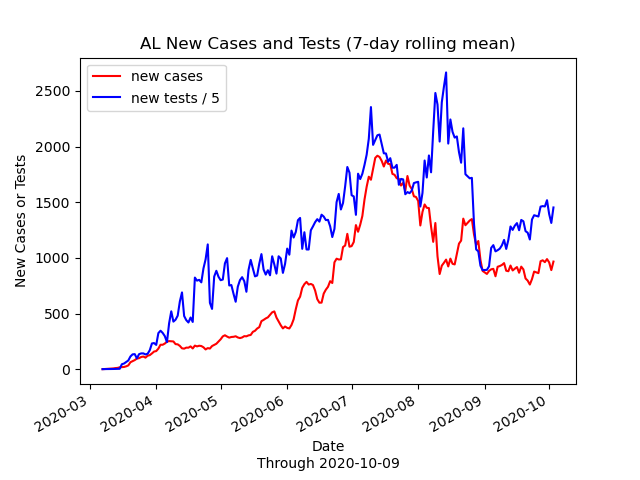 AL New Cases and Tests (7-day rolling mean)
new cases
new tests / 5
New Cases or Tests
2500
2000
1500
1000
500
0
2020-03
2020-04
2020-05
2020-06
2020-07
2020-08
2020-09
2020-10
Date
Through 2020-10-09